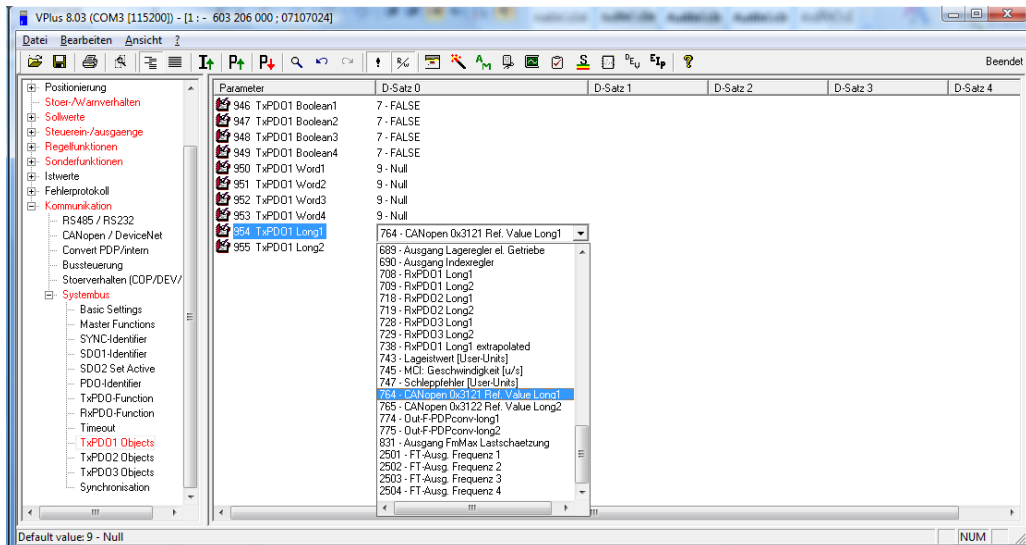 VPlus 8.03 (COM3 [115200]) - [1 : - 603 206 000 ; 07107024]
Datei Bearbeiten Ansicht ?
Beendet
Positionierung
Stoer-/Warnverhalten
Sollwerte
Steuerein-/ausgaenge
Regelfunktionen
Sonderfunktionen
Istwerte
Fehlerprotokoll
Kommunikation
RS485 / RS232
CANopen / DeviceNet
Convert PDP/intern
Bussteuerung
Stoerverhalten (COP/DEV/
Systembus
Basic Settings
Master Functions
SYNC-Identifier
SDO1-Identifier
SDO2 Set Active
PDO-Identifier
TxPDO-Function
RxPDO-Function
Timeout
TxPDO1 Objects
TxPDO2 Objects
TxPDO3 Objects
Synchronisation
Parameter D-Satz 0 D-Satz 1 D-Satz 2 D-Satz 3 D-Satz 4
946 TxPDO1 Boolean1 7 - FALSE
947 TxPDO1 Boolean2 7 - FALSE
948 TxPDO1 Boolean3 7 - FALSE
949 TxPDO1 Boolean4 7 - FALSE
950 TxPDO1 Word1 9 - Null
951 TxPDO1 Word2 9 - Null
952 TxPDO1 Word3 9 - Null
953 TxPDO1 Word4 9 - Null
954 TxPDO1 Long1 764 - CANopen 0x3121 Ref. Value Long1
955 TxPDO1 Long2
689 - Ausgang Lageregler el. Getriebe
690 - Ausgang Indexregler
708 - RxPDO1 Long1
709 - RxPDO1 Long2
718 - RxPDO2 Long1
719 - RxPDO2 Long2
728 - RxPDO3 Long1
729 - RxPDO3 Long2
738 - RxPDO1 Long1 extrapolated
743 - Lageistwert [User-Units]
745 - MCI: Geschwindigkeit [u/s]
747 - Schleppfehler [User-Units]
764 - CANopen 0x3121 Ref. Value Long1
765 - CANopen 0x3122 Ref. Value Long2
774 - Out-F-PDPconv-long1
775 - Out-F-PDPconv-long2
831 - Ausgang FmMax Lastschaetzung
2501 - FT-Ausg. Frequenz 1
2502 - FT-Ausg. Frequenz 2
2503 - FT-Ausg. Frequenz 3
2504 - FT-Ausg. Frequenz 4
Default value: 9 - Null NUM